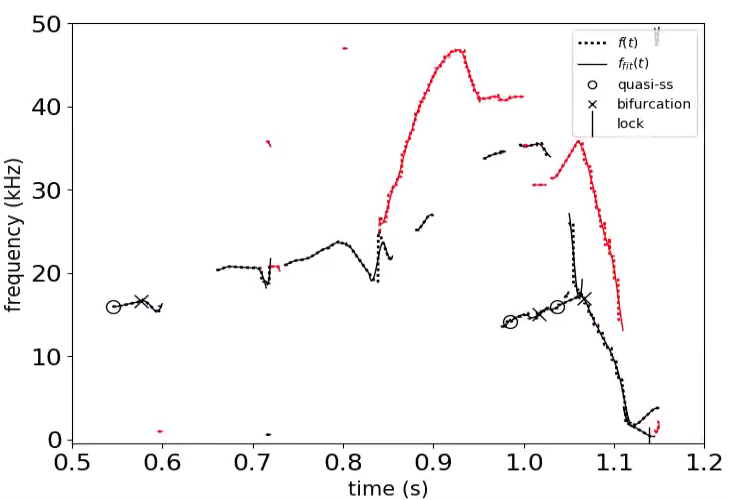 50
40
30
20
10
0
frequency (kHz)
0.5 0.6 0.7 0.8 0.9 1.0 1.1 1.2
time (s)
f(t)
f_fit(t)
quasi-ss
bifurcation
lock